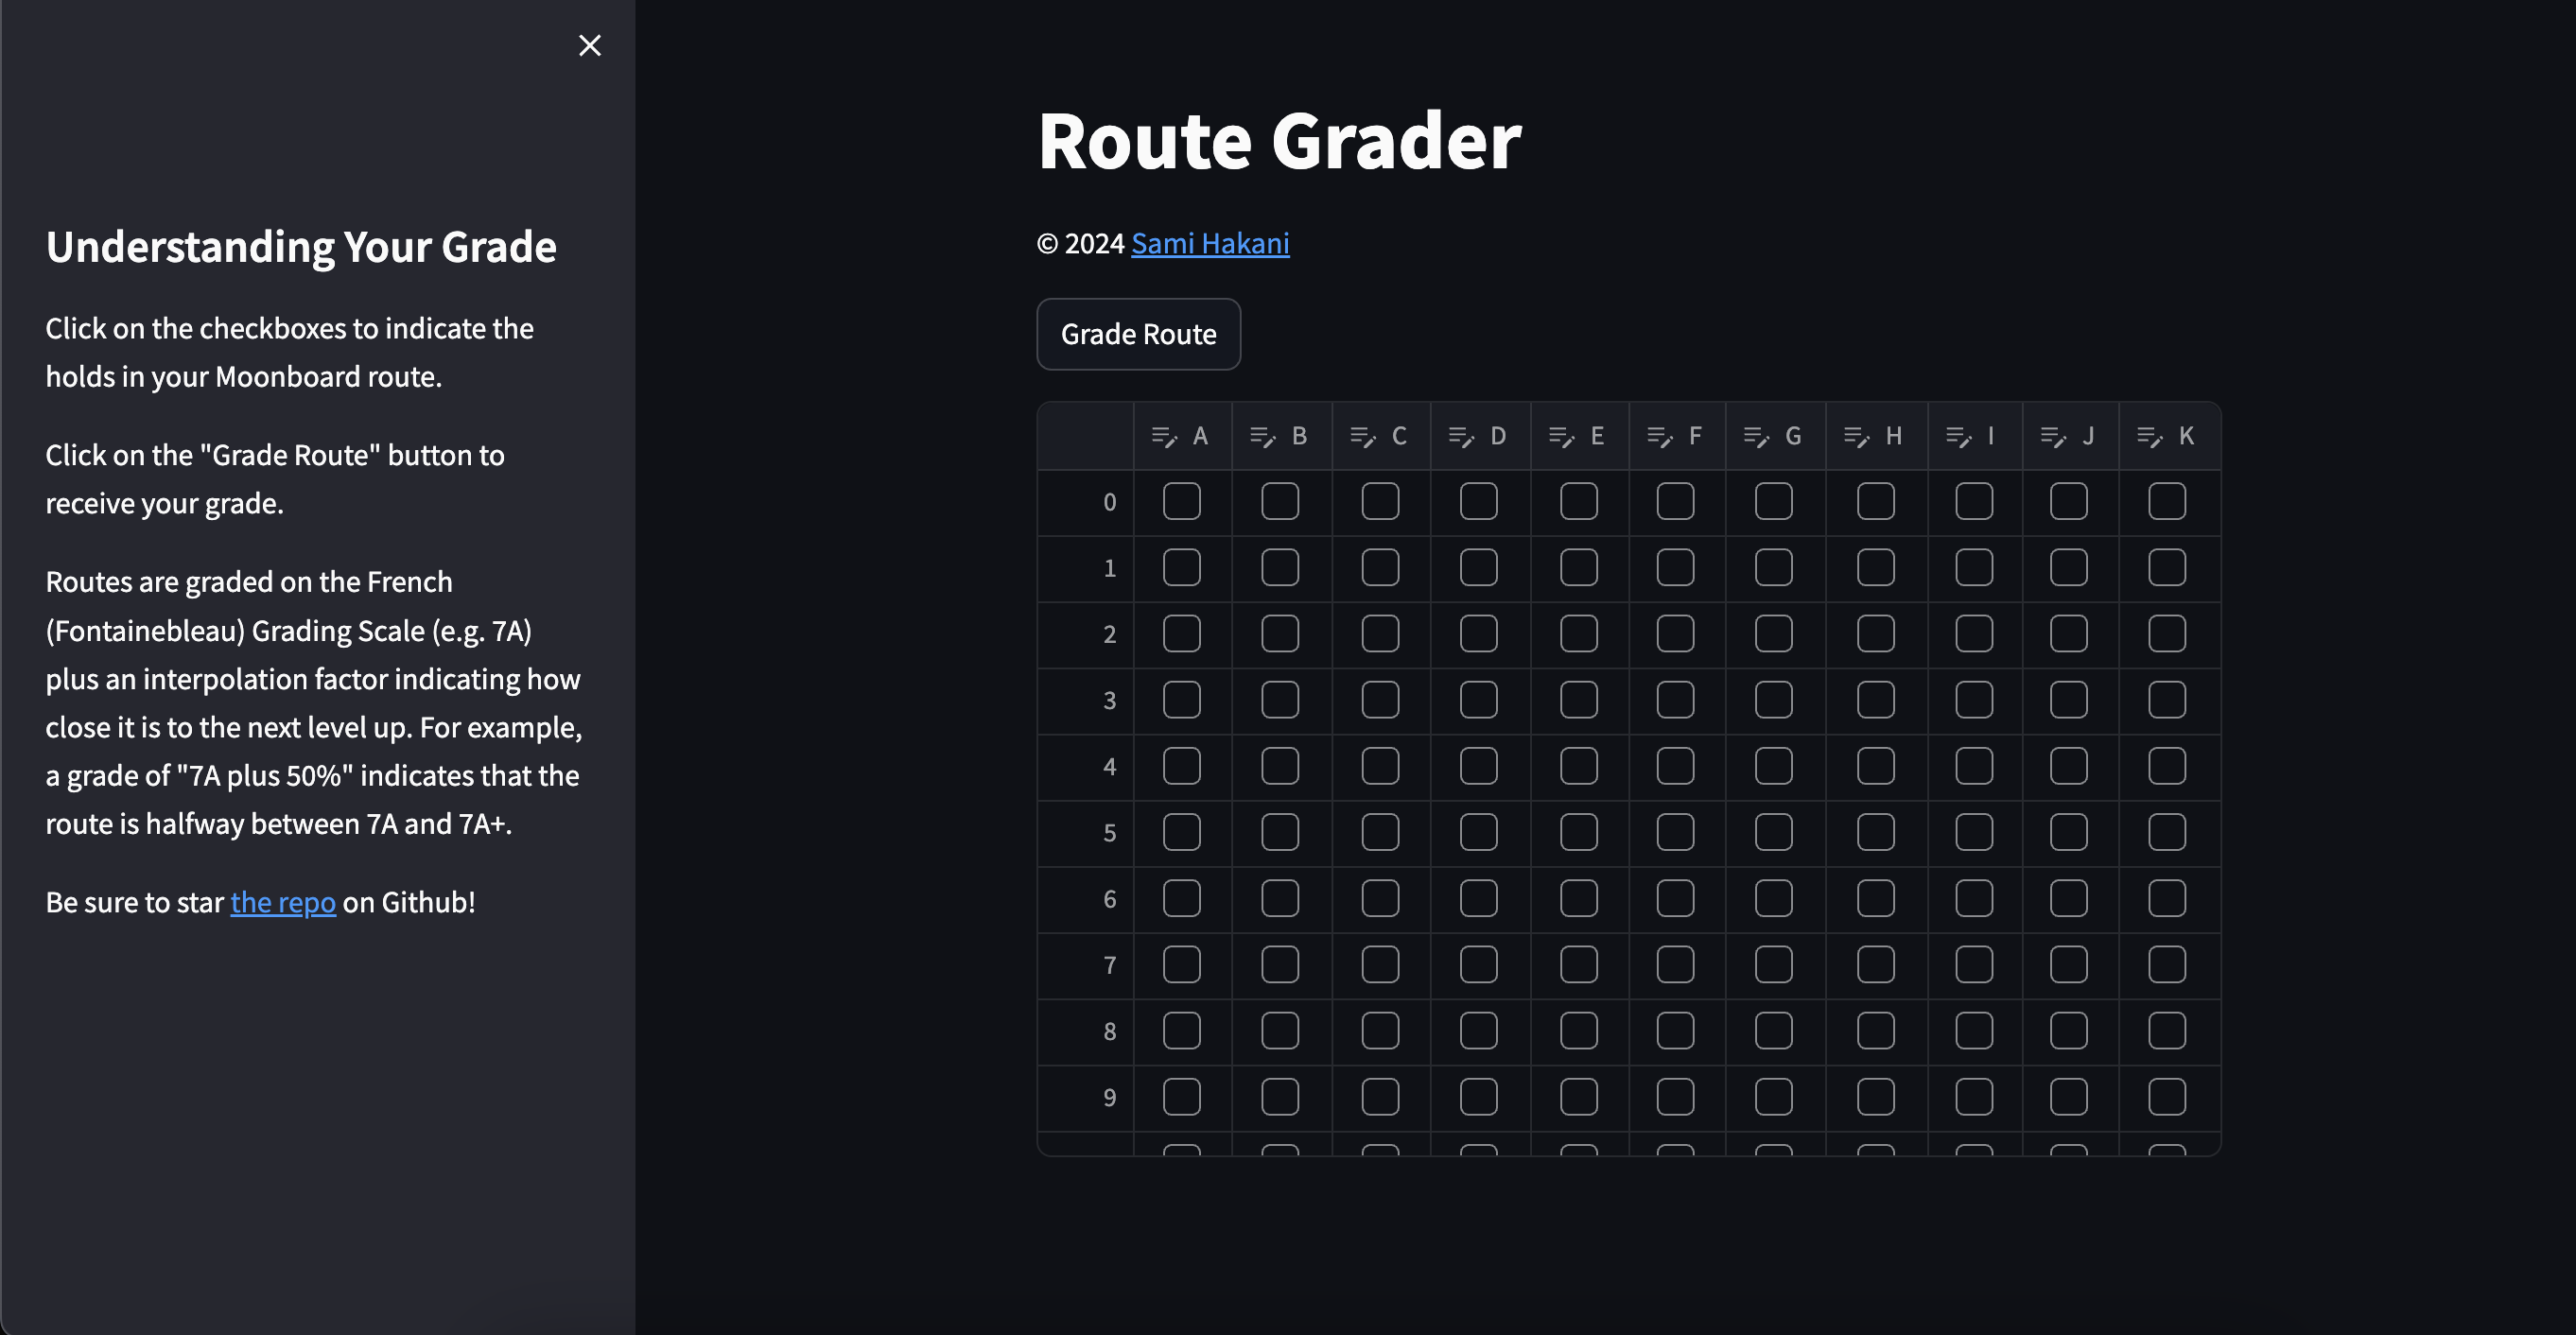 Understanding Your Grade
Click on the checkboxes to indicate the
holds in your Moonboard route.
Click on the "Grade Route" button to
receive your grade.
Routes are graded on the French
(Fontainebleau) Grading Scale (e.g. 7A)
plus an interpolation factor indicating how
close it is to the next level up. For example,
a grade of "7A plus 50%" indicates that the
route is halfway between 7A and 7A+.
Be sure to star the repo on Github!
Route Grader
© 2024 Sami Hakani
Grade Route
A B C D E F G H I J K
0
1
2
3
4
5
6
7
8
9